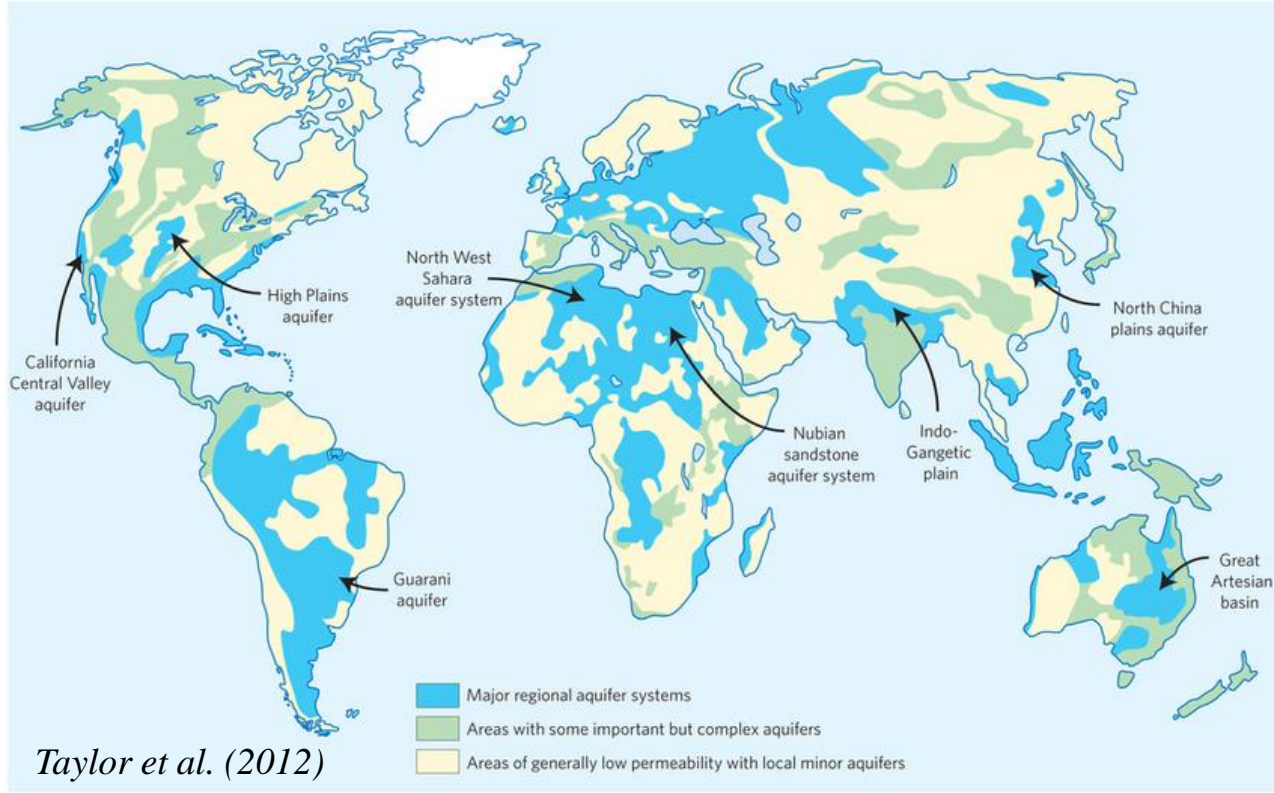 North West
Sahara
aquifer system
High Plains
aquifer
North China
plains aquifer
California
Central Valley
aquifer
Nubian
sandstone
aquifer system
Indo-
Gangetic
plain
Guarani
aquifer
Great
Artesian
basin
Major regional aquifer systems
Areas with some important but complex aquifers
Areas of generally low permeability with local minor aquifers
Taylor et al. (2012)